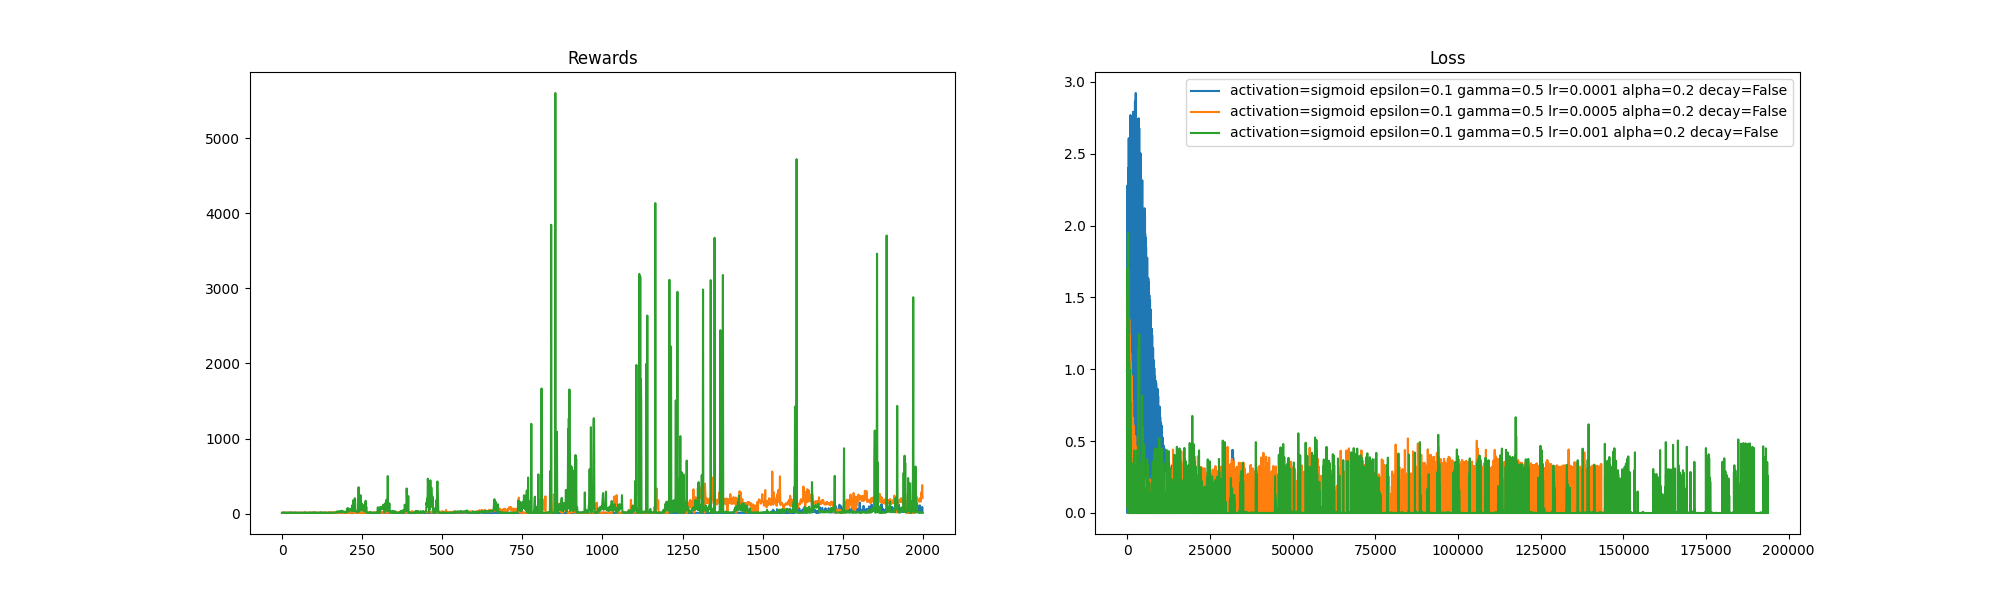 Rewards
5000
4000
3000
2000
1000
0
0 250 500 750 1000 1250 1500 1750 2000
Loss
activation=sigmoid epsilon=0.1 gamma=0.5 lr=0.0001 alpha=0.2 decay=False
activation=sigmoid epsilon=0.1 gamma=0.5 lr=0.0005 alpha=0.2 decay=False
activation=sigmoid epsilon=0.1 gamma=0.5 lr=0.001 alpha=0.2 decay=False
3.0
2.5
2.0
1.5
1.0
0.5
0.0
0 25000 50000 75000 100000 125000 150000 175000 200000